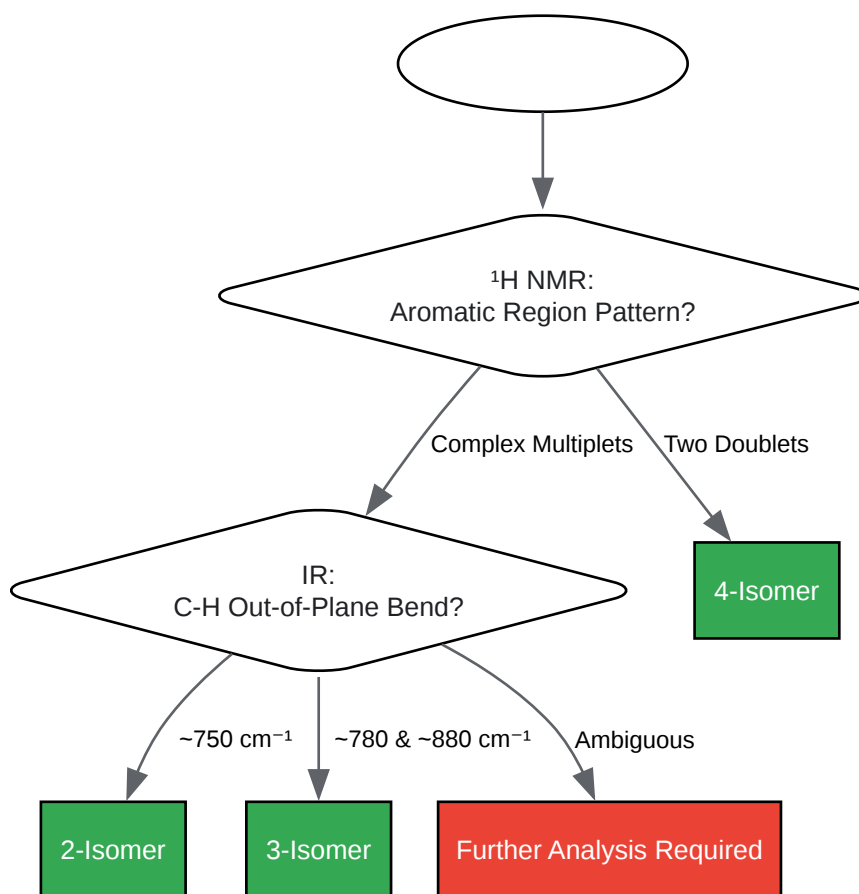 ¹H NMR:
Aromatic Region Pattern?
Complex Multiplets
Two Doublets
IR:
C-H Out-of-Plane Bend?
4-Isomer
~750 cm⁻¹
~780 & ~880 cm⁻¹
Ambiguous
2-Isomer
3-Isomer
Further Analysis Required